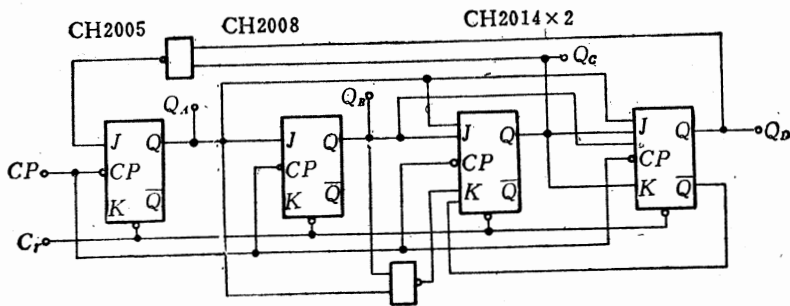 CH2005 CH2008 CH2014×2
Q_C
Q_A Q_B
J Q J Q J Q J Q Q_D
CP CP CP CP CP
K Q̅ K Q̅ K Q̅ K Q̅
C_r